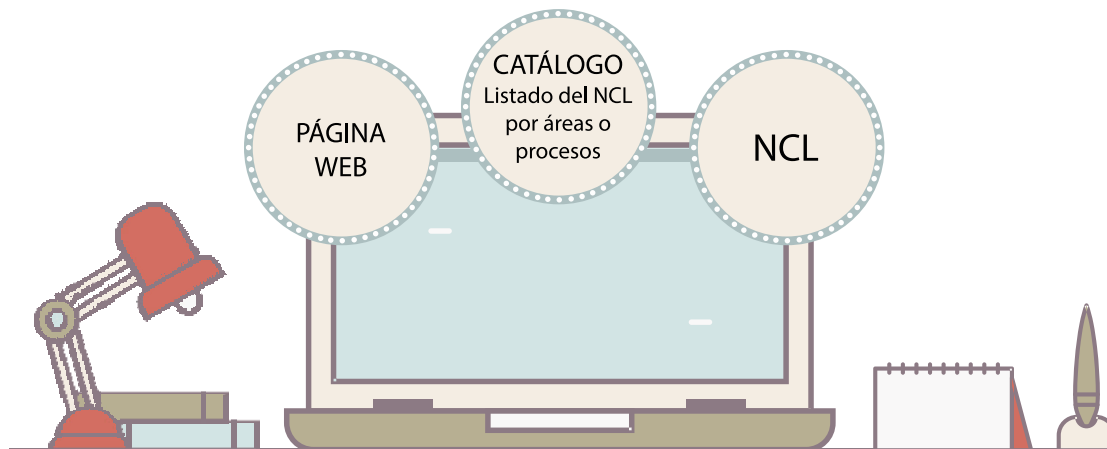 PÁGINA
WEB
CATÁLOGO
Listado del NCL
por áreas o
procesos
NCL